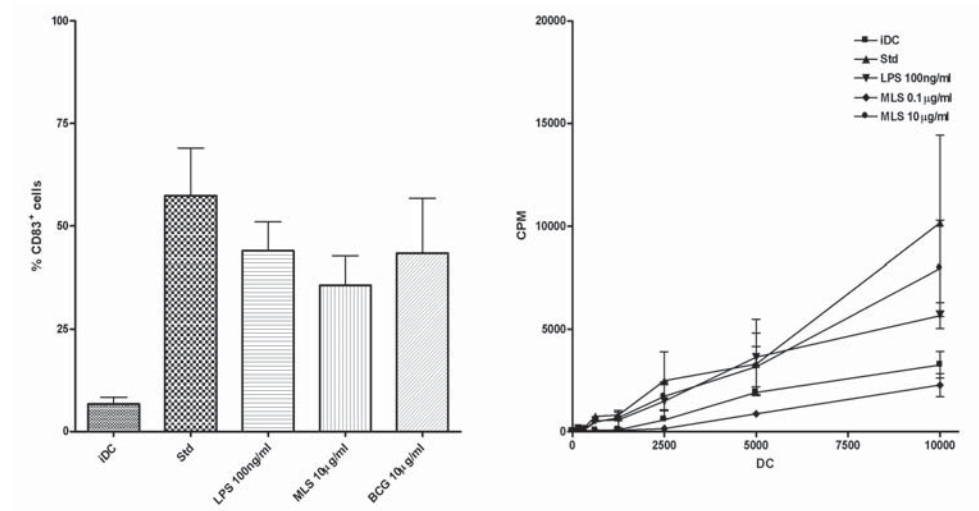 100
75
50
25
0
% CD83+ cells
iDC
Std
LPS 100ng/ml
MLS 10µg/ml
BCG 10µg/ml
20000
15000
10000
5000
0
CPM
0
2500
5000
7500
10000
DC
iDC
Std
LPS 100ng/ml
MLS 0.1µg/ml
MLS 10µg/ml